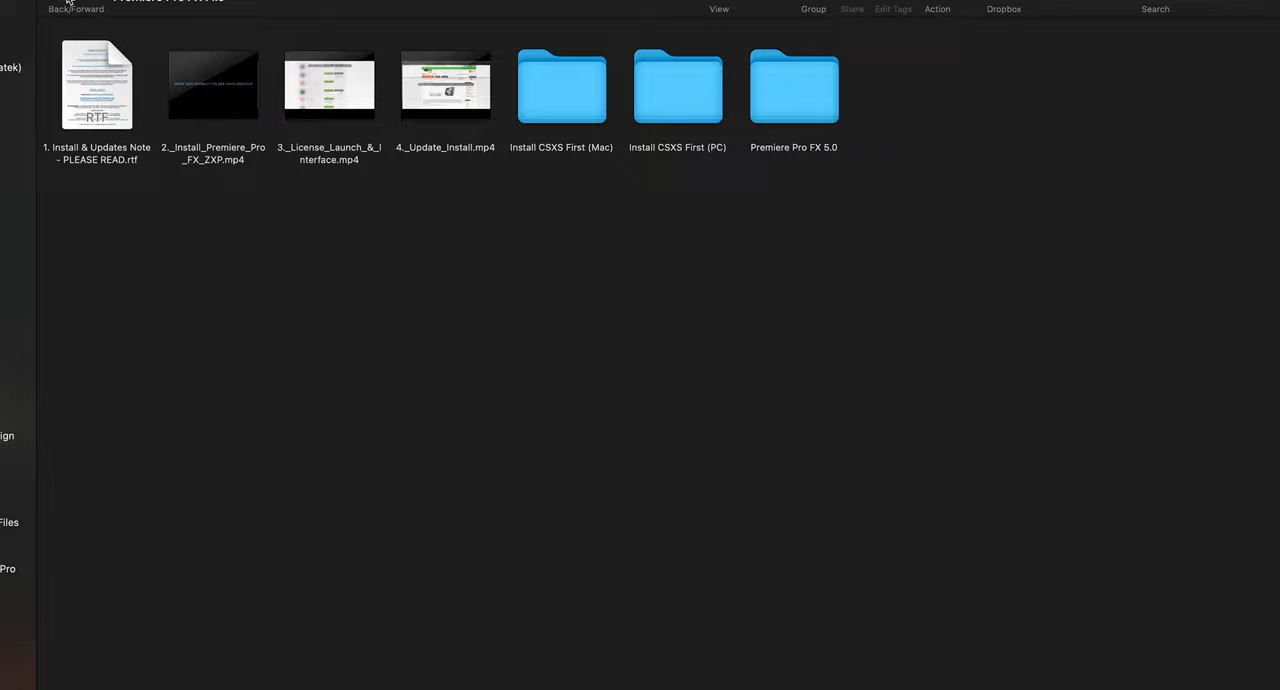 Back/Forward
View
Group
Share
Edit Tags
Action
Dropbox
Search
atek)
RTF
1. Install & Updates Note
- PLEASE READ.rtf
2._Install_Premiere_Pro
_FX_ZXP.mp4
3._License_Launch_&_I
nterface.mp4
4._Update_Install.mp4
Install CSXS First (Mac)
Install CSXS First (PC)
Premiere Pro FX 5.0
ign
Files
Pro